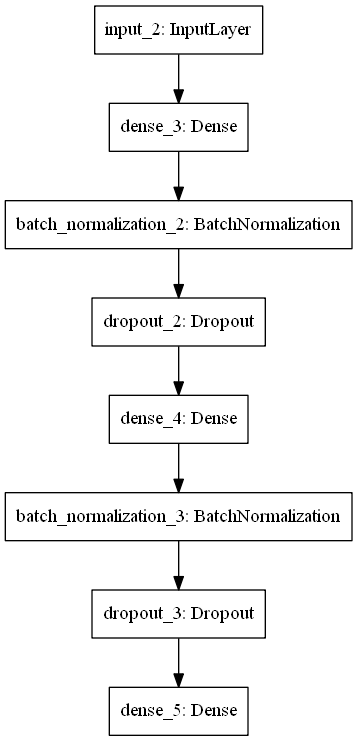 input_2: InputLayer
dense_3: Dense
batch_normalization_2: BatchNormalization
dropout_2: Dropout
dense_4: Dense
batch_normalization_3: BatchNormalization
dropout_3: Dropout
dense_5: Dense